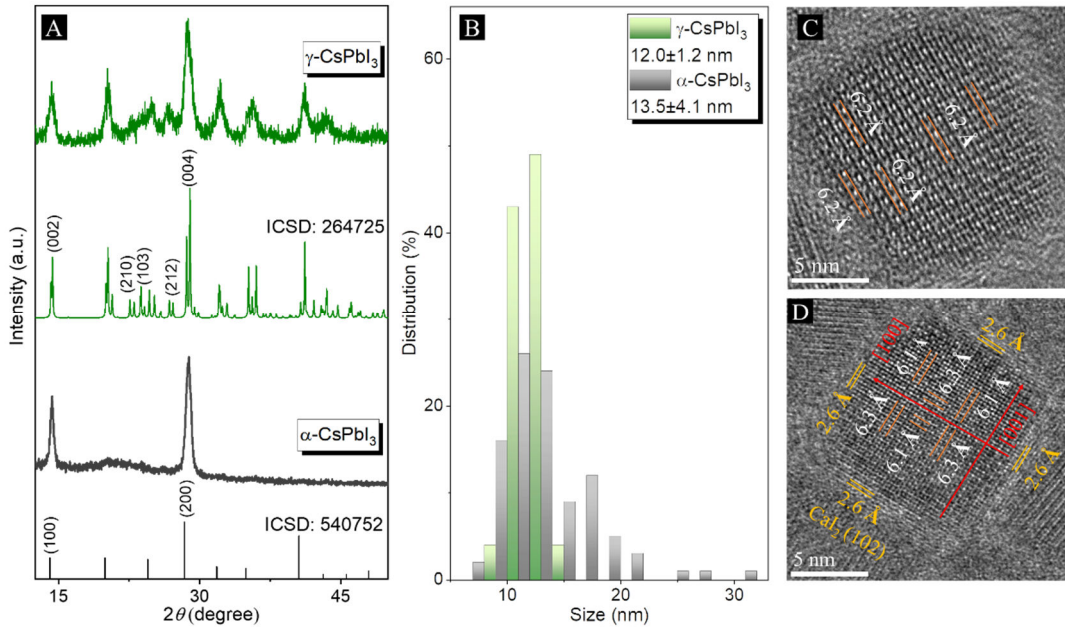 A
γ-CsPbI3
(004)
ICSD: 264725
(002)
(210)
(103)
(212)
α-CsPbI3
(200)
ICSD: 540752
(100)
Intensity (a.u.)
15
30
45
2θ (degree)
B
γ-CsPbI3
12.0±1.2 nm
α-CsPbI3
13.5±4.1 nm
60
40
20
0
Distribution (%)
10
20
30
Size (nm)
C
6.2 Å
6.2 Å
6.2 Å
6.2 Å
5 nm
D
2.6 Å
[100]
6.1 Å
6.3 Å
6.1 Å
2.6 Å
6.3 Å
[001]
6.1 Å
6.3 Å
2.6 Å
2.6 Å
CaI2 (102)
5 nm